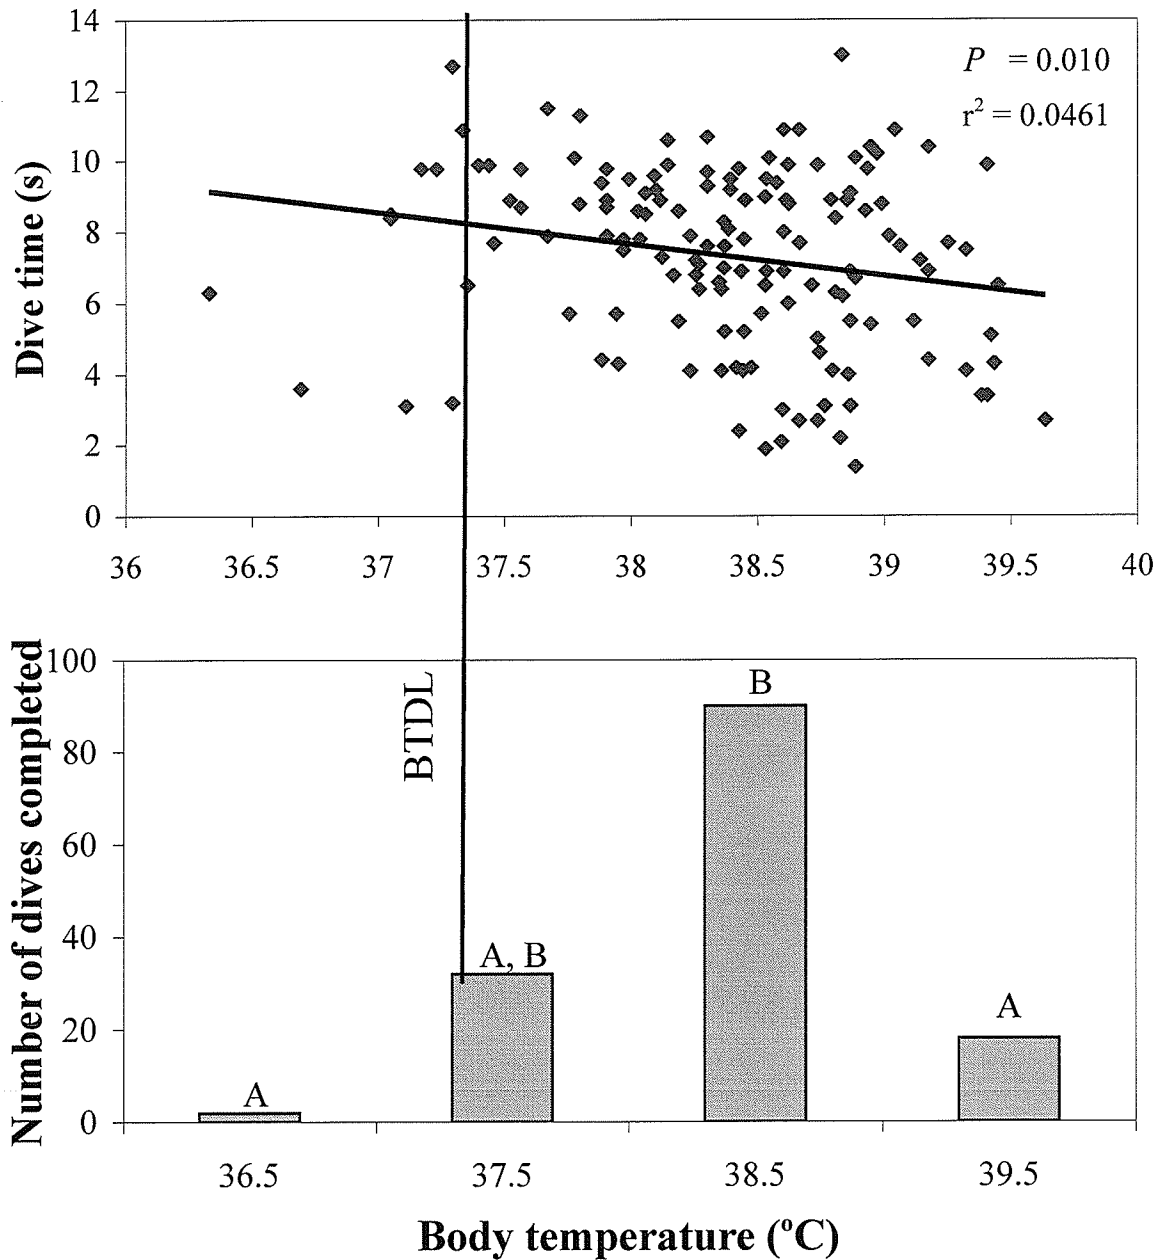 14
12
10
8
6
4
2
0
Dive time (s)
P = 0.010
r² = 0.0461
36 36.5 37 37.5 38 38.5 39 39.5 40
100
80
60
40
20
0
Number of dives completed
BTDL
A
A, B
B
A
36.5 37.5 38.5 39.5
Body temperature (ºC)